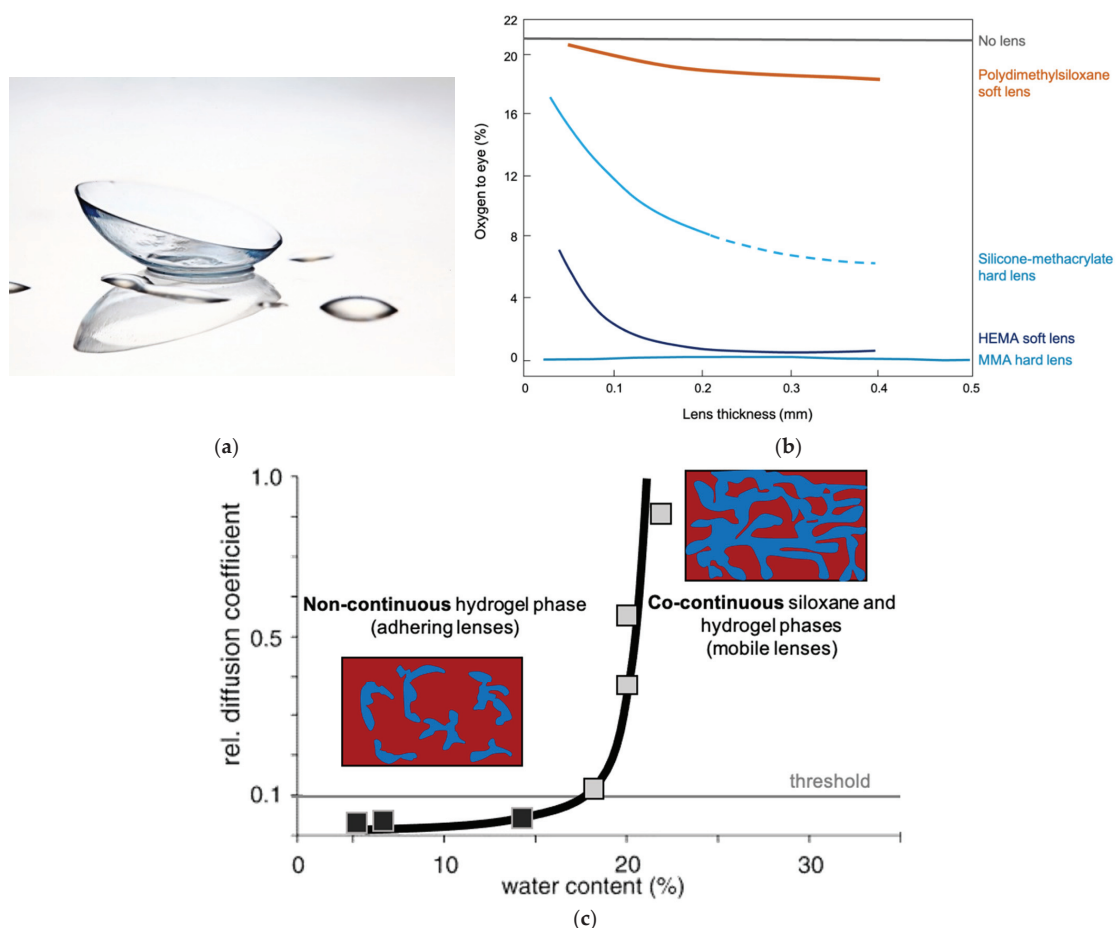 22
20
16
12
8
4
0
Oxygen to eye (%)
0
0.1
0.2
0.3
0.4
0.5
Lens thickness (mm)
No lens
Polydimethylsiloxane
soft lens
Silicone-methacrylate
hard lens
HEMA soft lens
MMA hard lens
(a)
(b)
1.0
0.5
0.1
rel. diffusion coefficient
Non-continuous hydrogel phase
(adhering lenses)
Co-continuous siloxane and
hydrogel phases
(mobile lenses)
threshold
0
10
20
30
water content (%)
(c)